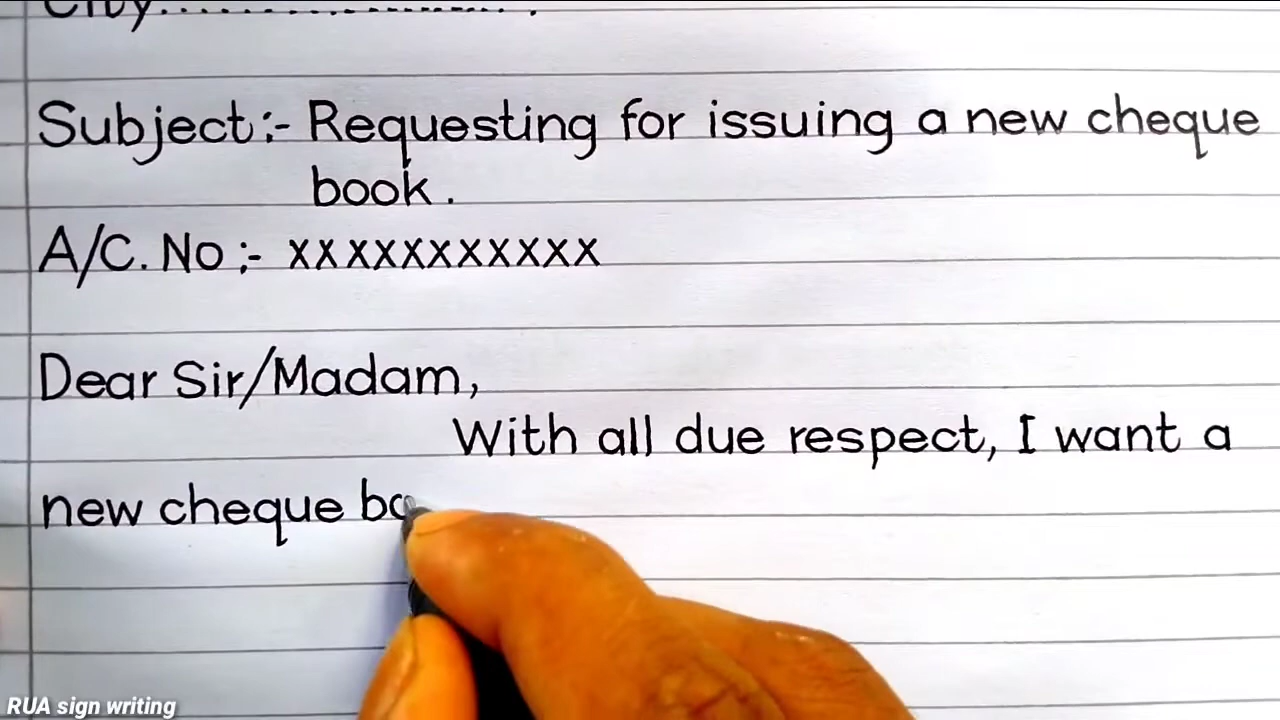 City...................
Subject:- Requesting for issuing a new cheque
book.
A/C. No:- xxxxxxxxxxx
Dear Sir/Madam,
With all due respect, I want a
new cheque
RUA sign writing